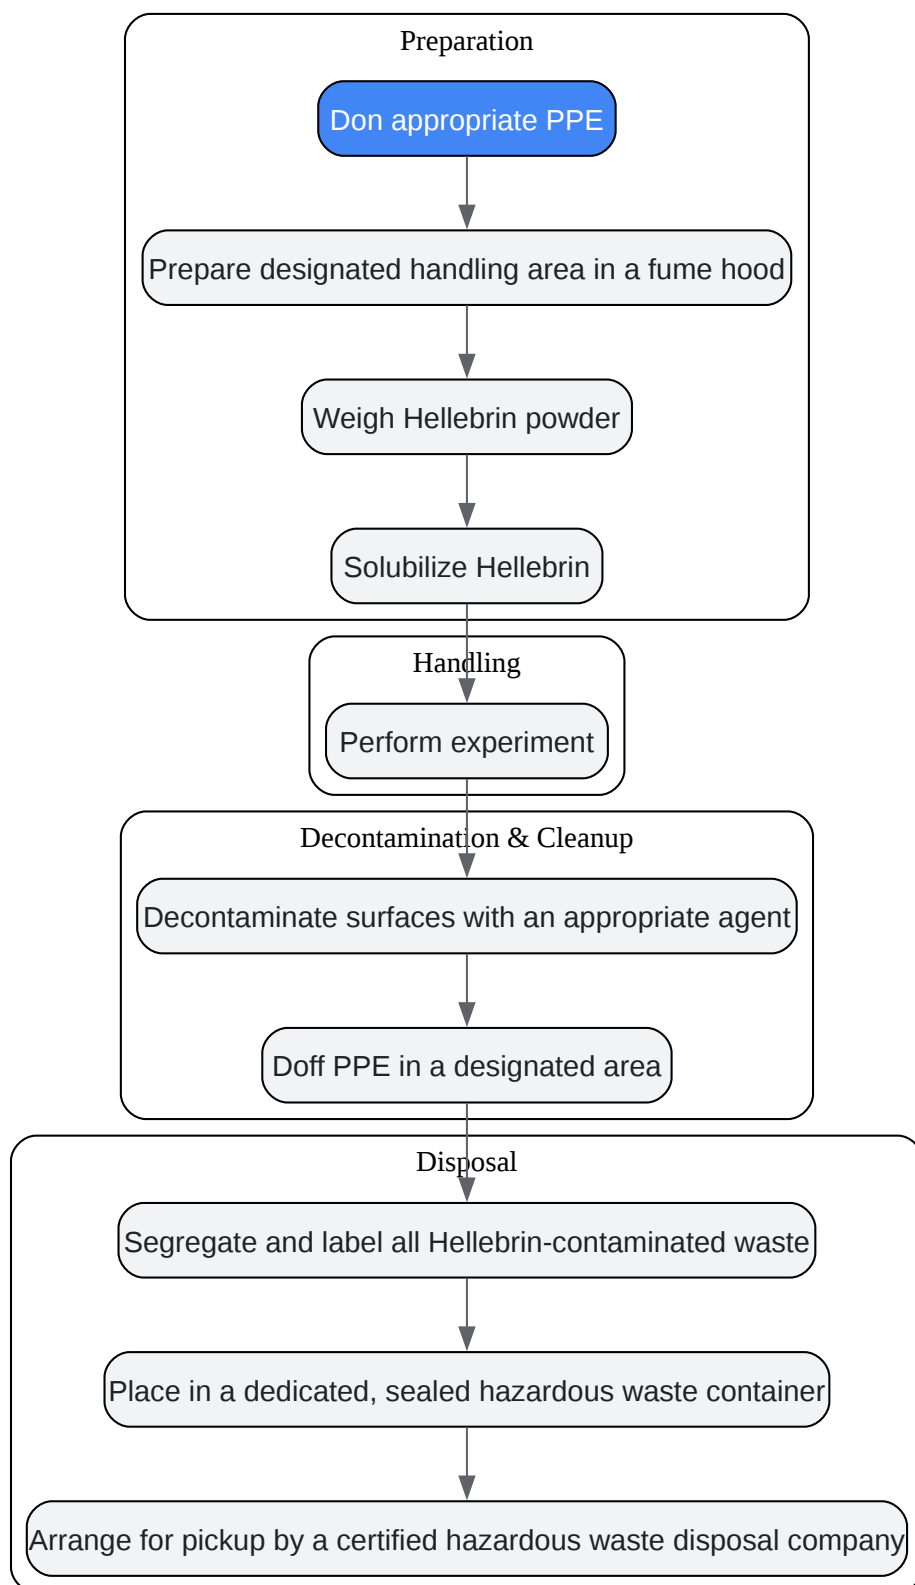 Preparation
Don appropriate PPE
Prepare designated handling area in a fume hood
Weigh Hellebrin powder
Solubilize Hellebrin
Handling
Perform experiment
Decontamination & Cleanup
Decontaminate surfaces with an appropriate agent
Doff PPE in a designated area
Disposal
Segregate and label all Hellebrin-contaminated waste
Place in a dedicated, sealed hazardous waste container
Arrange for pickup by a certified hazardous waste disposal company